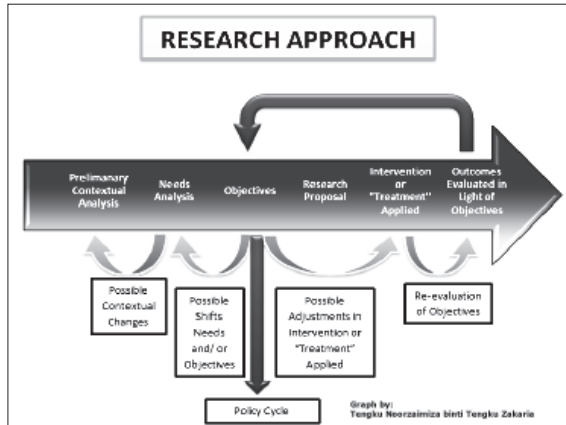 RESEARCH APPROACH
Prelimanary
Contextual
Analysis
Needs
Analysis
Objectives
Research
Proposal
Intervention
or
"Treatment"
Applied
Outcomes
Evaluated in
Light of
Objectives
Possible
Contextual
Changes
Possible
Shifts
Needs
and/ or
Objectives
Possible
Adjustments in
Intervention or
"Treatment"
Applied
Re-evaluation
of Objectives
Policy Cycle
Graph by:
Tengku Noorzaimiza binti Tengku Zakaria